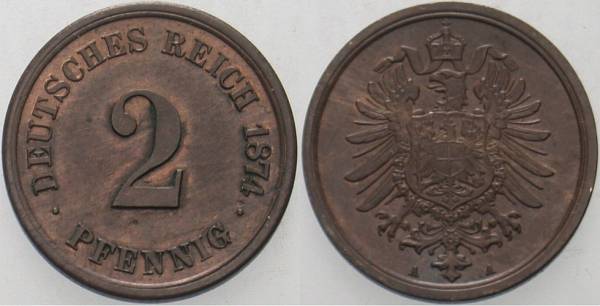 DEUTSCHES REICH 1874
2
· PFENNIG ·
A A